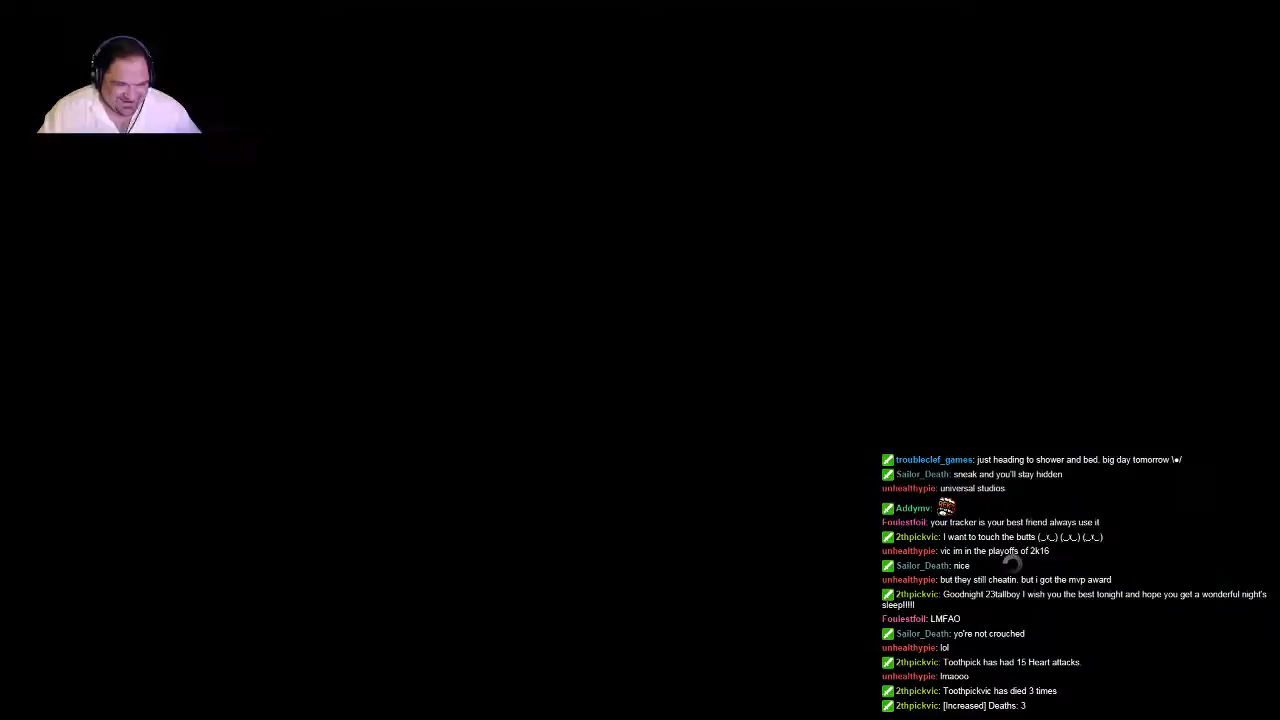 troubleclef_games: just heading to shower and bed. big day tomorrow \●/
Sailor_Death: sneak and you'll stay hidden
unhealthypie: universal studios
Addymv:
Foulestfoil: your tracker is your best friend always use it
2thpickvic: I want to touch the butts (_x_) (_x_) (_x_)
unhealthypie: vic im in the playoffs of 2k16
Sailor_Death: nice
unhealthypie: but they still cheatin. but i got the mvp award
2thpickvic: Goodnight 23tallboy I wish you the best tonight and hope you get a wonderful night's
sleep!!!!!
Foulestfoil: LMFAO
Sailor_Death: yo're not crouched
unhealthypie: lol
2thpickvic: Toothpick has had 15 Heart attacks.
unhealthypie: lmaooo
2thpickvic: Toothpickvic has died 3 times
2thpickvic: [Increased] Deaths: 3